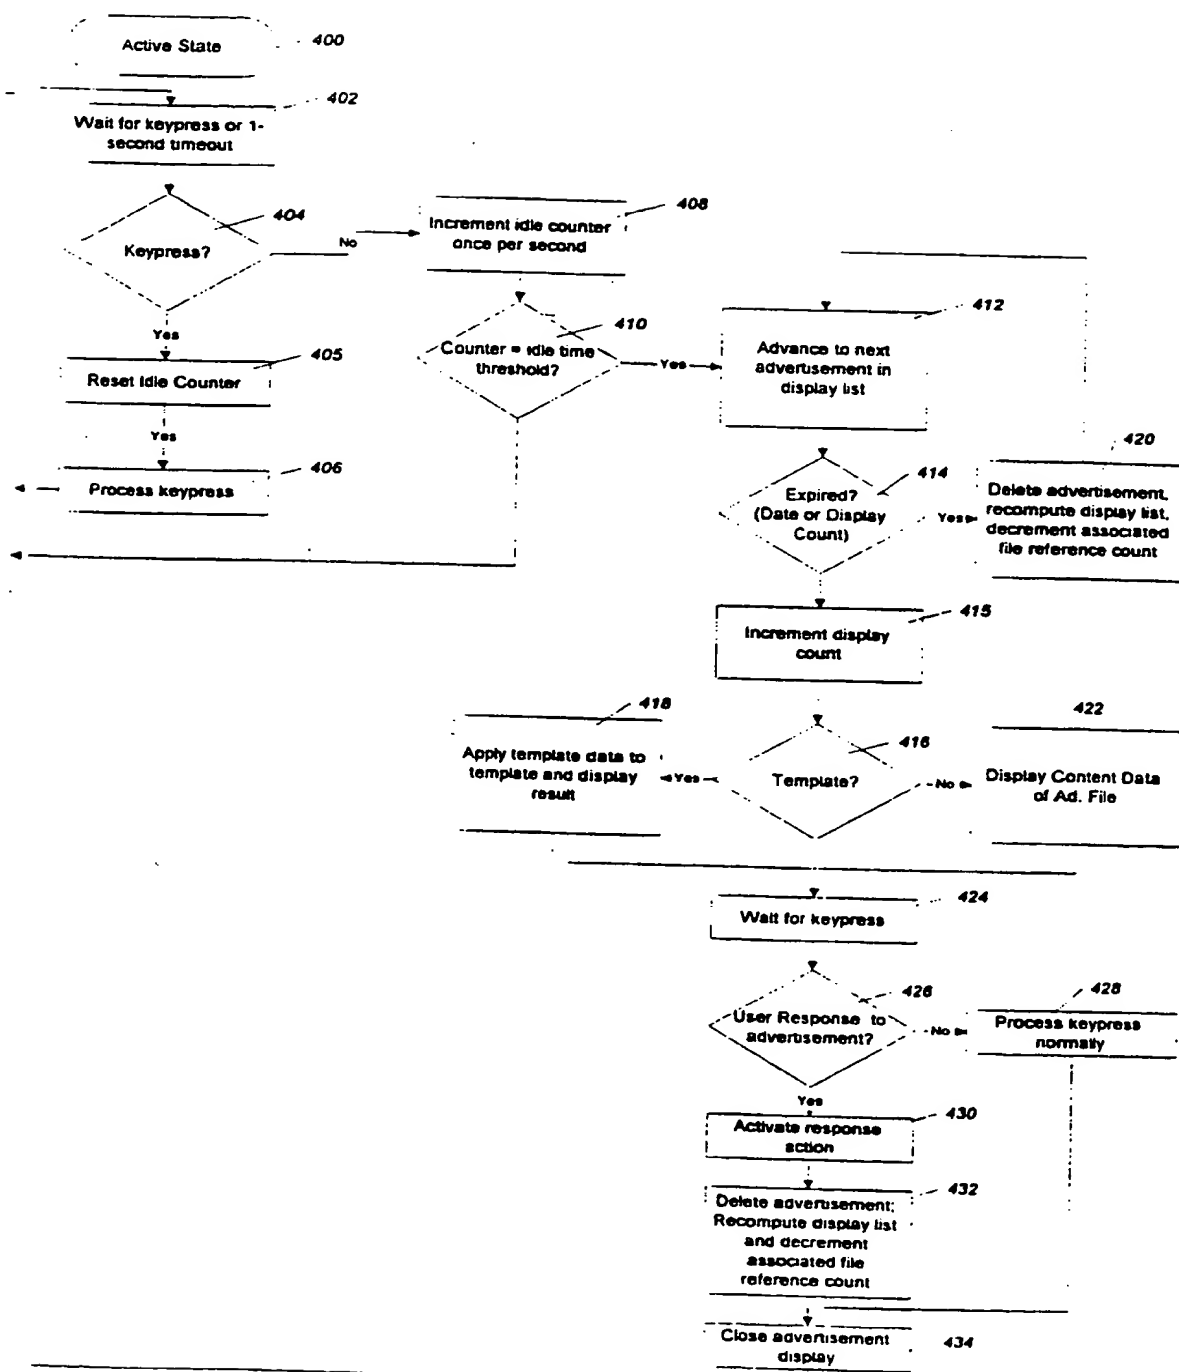 Active State
400
402
Wait for keypress or 1-
second timeout
404
Keypress?
No
408
Increment idle counter
once per second
Yes
405
Reset Idle Counter
Yes
406
Process keypress
410
Counter = idle time
threshold?
Yes
412
Advance to next
advertisement in
display list
414
Expired?
(Date or Display
Count)
Yes
420
Delete advertisement,
recompute display list,
decrement associated
file reference count
415
Increment display
count
416
Template?
Yes
418
Apply template data to
template and display
result
No
422
Display Content Data
of Ad. File
424
Wait for keypress
426
User Response to
advertisement?
No
428
Process keypress
normally
Yes
430
Activate response
action
432
Delete advertisement;
Recompute display list
and decrement
associated file
reference count
Close advertisement
display
434